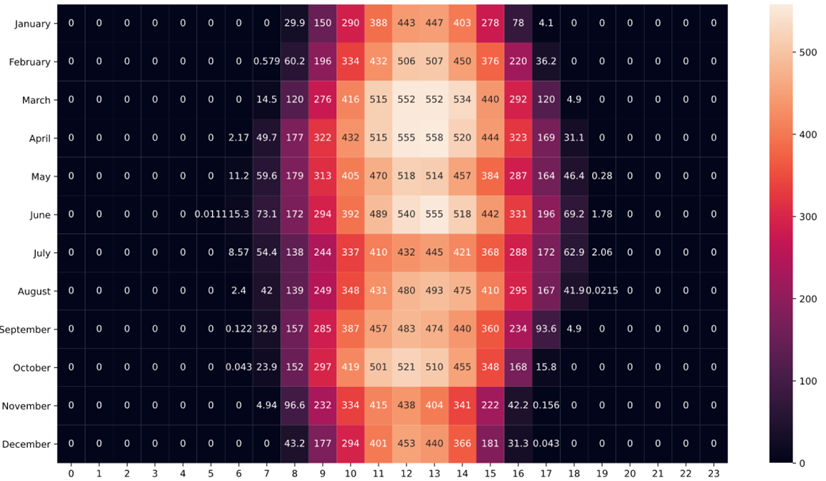 January 0 0 0 0 0 0 0 0 29.9 150 290 388 443 447 403 278 78 4.1 0 0 0 0 0 0
February 0 0 0 0 0 0 0 0.579 60.2 196 334 432 506 507 450 376 220 36.2 0 0 0 0 0 0
March 0 0 0 0 0 0 0 14.5 120 276 416 515 552 552 534 440 292 120 4.9 0 0 0 0 0
April 0 0 0 0 0 0 2.17 49.7 177 322 432 515 555 558 520 444 323 169 31.1 0 0 0 0 0
May 0 0 0 0 0 0 11.2 59.6 179 313 405 470 518 514 457 384 287 164 46.4 0.28 0 0 0 0
June 0 0 0 0 0 0.0111 15.3 73.1 172 294 392 489 540 555 518 442 331 196 69.2 1.78 0 0 0 0
July 0 0 0 0 0 0 8.57 54.4 138 244 337 410 432 445 421 368 288 172 62.9 2.06 0 0 0 0
August 0 0 0 0 0 0 2.4 42 139 249 348 431 480 493 475 410 295 167 41.9 0.0215 0 0 0 0
September 0 0 0 0 0 0 0.122 32.9 157 285 387 457 483 474 440 360 234 93.6 4.9 0 0 0 0 0
October 0 0 0 0 0 0 0.043 23.9 152 297 419 501 521 510 455 348 168 15.8 0 0 0 0 0 0
November 0 0 0 0 0 0 0 4.94 96.6 232 334 415 438 404 341 222 42.2 0.156 0 0 0 0 0 0
December 0 0 0 0 0 0 0 0 43.2 177 294 401 453 440 366 181 31.3 0.043 0 0 0 0 0 0
0 1 2 3 4 5 6 7 8 9 10 11 12 13 14 15 16 17 18 19 20 21 22 23
500
400
300
200
100
0